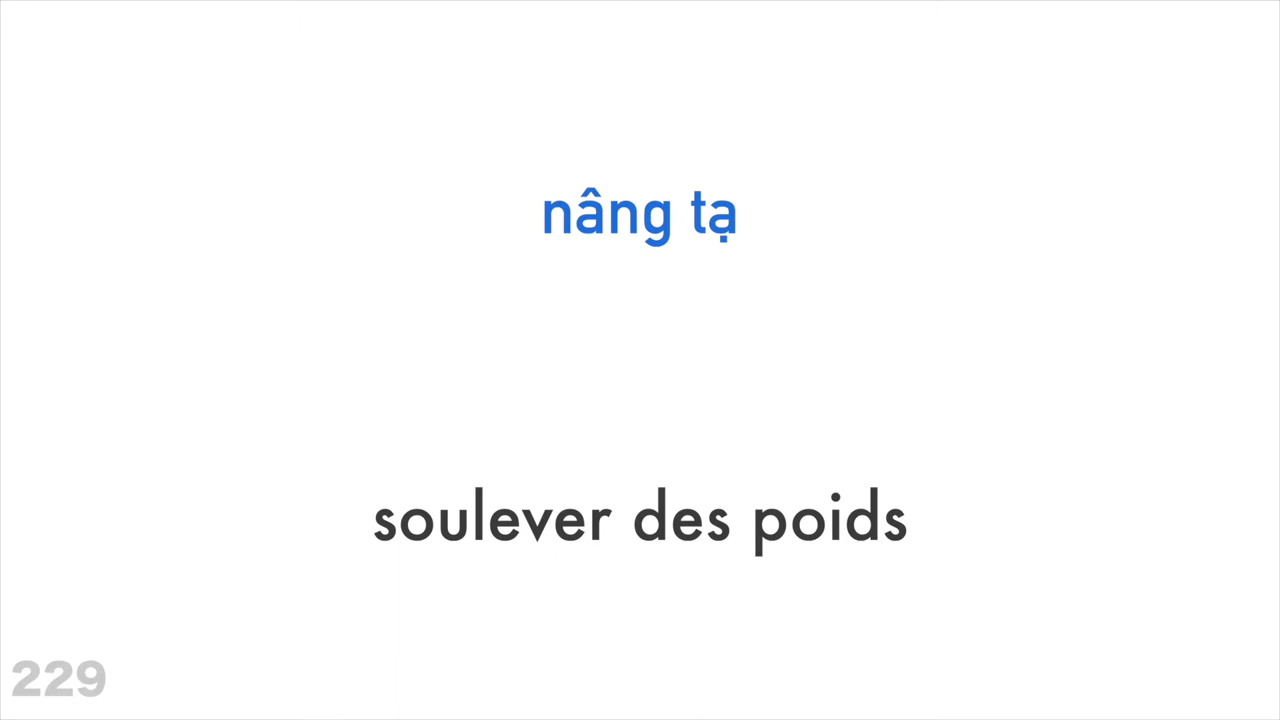 nâng tạ
soulever des poids
229